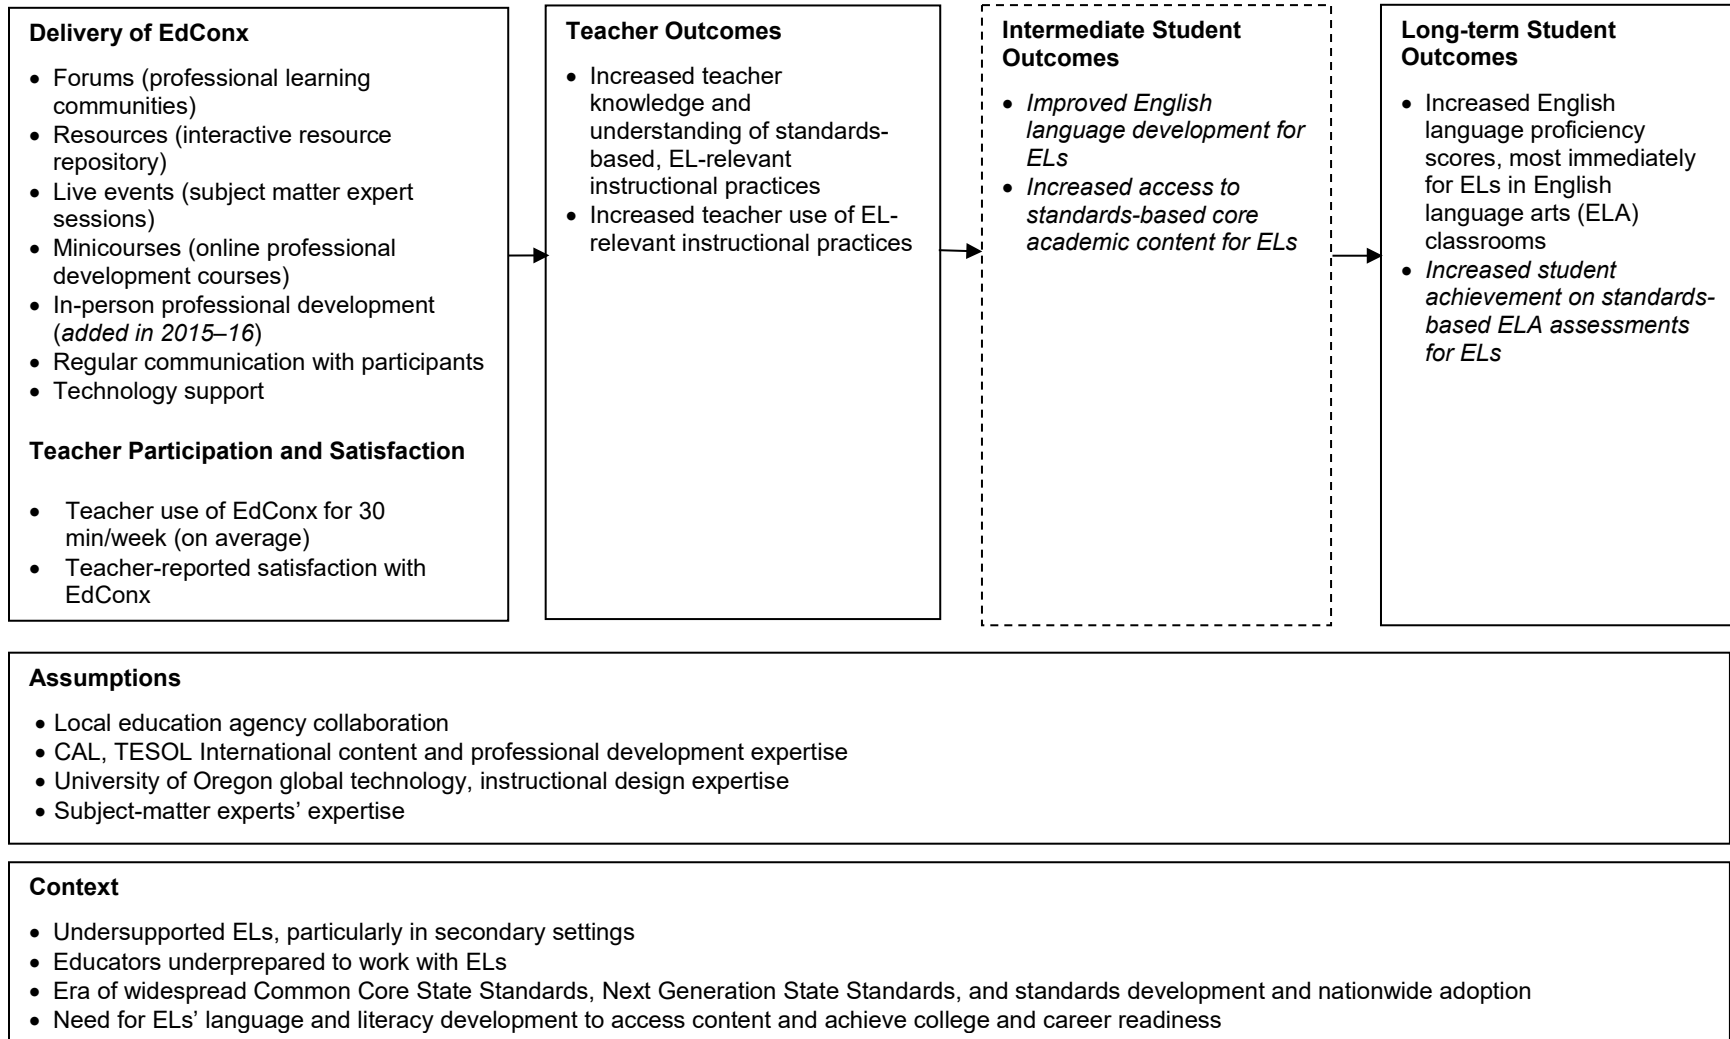 Delivery of EdConx
• Forums (professional learning
communities)
• Resources (interactive resource
repository)
• Live events (subject matter expert
sessions)
• Minicourses (online professional
development courses)
• In-person professional development
(added in 2015–16)
• Regular communication with participants
• Technology support
Teacher Participation and Satisfaction
• Teacher use of EdConx for 30
min/week (on average)
• Teacher-reported satisfaction with
EdConx
Teacher Outcomes
• Increased teacher
knowledge and
understanding of standards-
based, EL-relevant
instructional practices
• Increased teacher use of EL-
relevant instructional practices
Intermediate Student
Outcomes
• Improved English
language development for
ELs
• Increased access to
standards-based core
academic content for ELs
Long-term Student
Outcomes
• Increased English
language proficiency
scores, most immediately
for ELs in English
language arts (ELA)
classrooms
• Increased student
achievement on standards-
based ELA assessments
for ELs
Assumptions
• Local education agency collaboration
• CAL, TESOL International content and professional development expertise
• University of Oregon global technology, instructional design expertise
• Subject-matter experts’ expertise
Context
• Undersupported ELs, particularly in secondary settings
• Educators underprepared to work with ELs
• Era of widespread Common Core State Standards, Next Generation State Standards, and standards development and nationwide adoption
• Need for ELs’ language and literacy development to access content and achieve college and career readiness